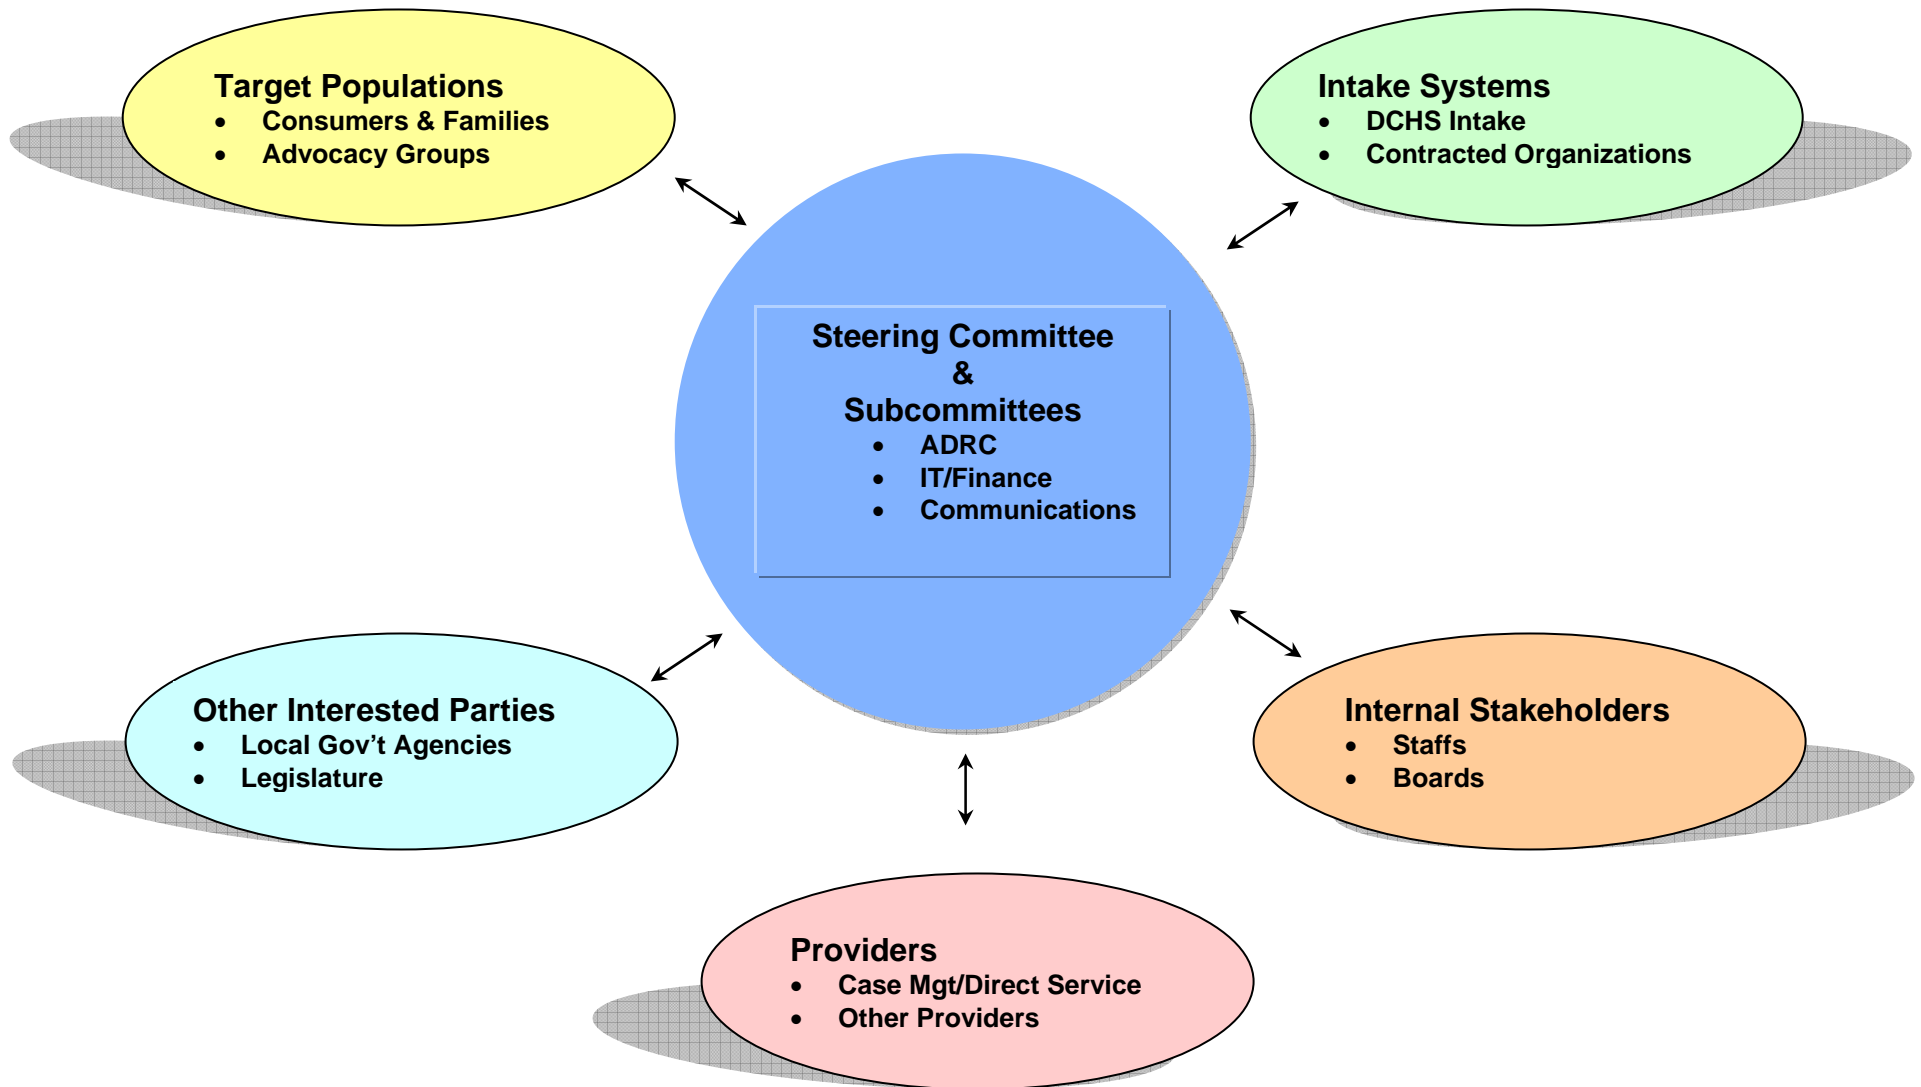 Target Populations
• Consumers & Families
• Advocacy Groups
Intake Systems
• DCHS Intake
• Contracted Organizations
Steering Committee
&
Subcommittees
• ADRC
• IT/Finance
• Communications
Other Interested Parties
• Local Gov't Agencies
• Legislature
Internal Stakeholders
• Staffs
• Boards
Providers
• Case Mgt/Direct Service
• Other Providers